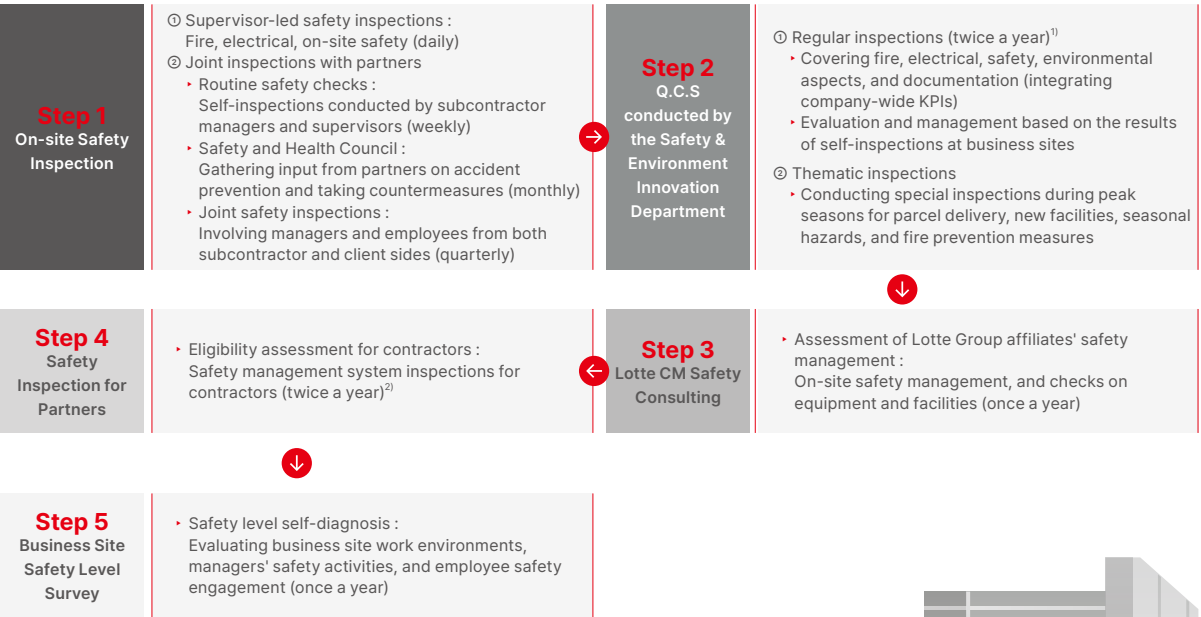 Step 1
On-site Safety
Inspection
① Supervisor-led safety inspections :
Fire, electrical, on-site safety (daily)
② Joint inspections with partners
‣ Routine safety checks :
Self-inspections conducted by subcontractor
managers and supervisors (weekly)
‣ Safety and Health Council :
Gathering input from partners on accident
prevention and taking countermeasures (monthly)
‣ Joint safety inspections :
Involving managers and employees from both
subcontractor and client sides (quarterly)
Step 2
Q.C.S
conducted by
the Safety &
Environment
Innovation
Department
① Regular inspections (twice a year)1)
‣ Covering fire, electrical, safety, environmental
aspects, and documentation (integrating
company-wide KPIs)
‣ Evaluation and management based on the results
of self-inspections at business sites
② Thematic inspections
‣ Conducting special inspections during peak
seasons for parcel delivery, new facilities, seasonal
hazards, and fire prevention measures
Step 3
Lotte CM Safety
Consulting
‣ Assessment of Lotte Group affiliates' safety
management :
On-site safety management, and checks on
equipment and facilities (once a year)
Step 4
Safety
Inspection for
Partners
‣ Eligibility assessment for contractors :
Safety management system inspections for
contractors (twice a year)2)
Step 5
Business Site
Safety Level
Survey
‣ Safety level self-diagnosis :
Evaluating business site work environments,
managers' safety activities, and employee safety
engagement (once a year)